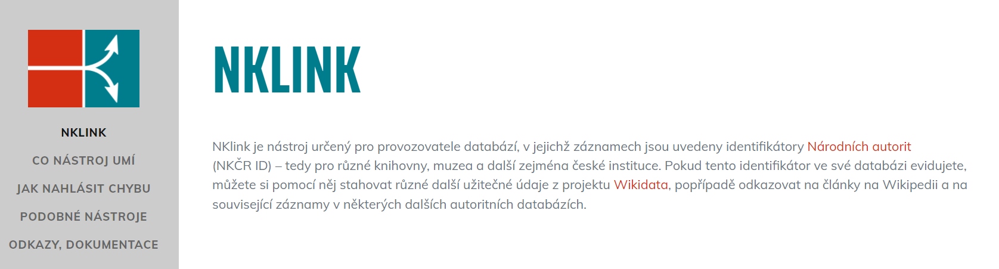 NKLINK
CO NÁSTROJ UMÍ
JAK NAHLÁSIT CHYBU
PODOBNÉ NÁSTROJE
ODKAZY, DOKUMENTACE
NKLINK
NKlink je nástroj určený pro provozovatele databází, v jejichž záznamech jsou uvedeny identifikátory Národních autorit
(NKČR ID) – tedy pro různé knihovny, muzea a další zejména české instituce. Pokud tento identifikátor ve své databázi evidujete,
můžete si pomocí něj stahovat různé další užitečné údaje z projektu Wikidata, popřípadě odkazovat na články na Wikipedii a na
související záznamy v některých dalších autoritních databázích.